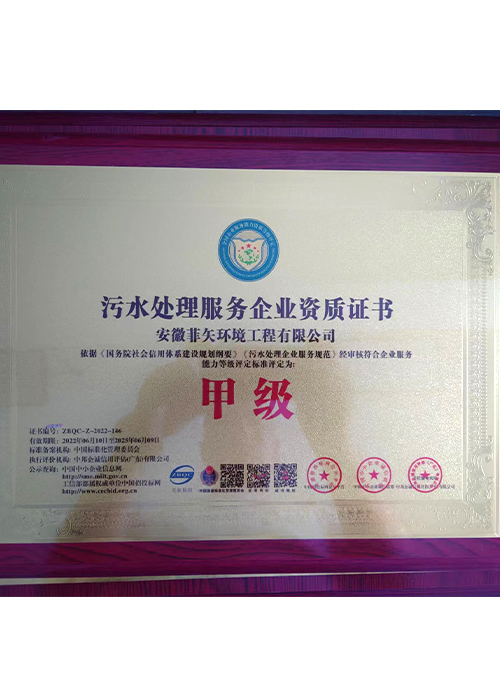 污水处理服务企业资质证书
安徽菲矢环境工程有限公司
依据《国务院社会信用体系建设规划纲要》《污水处理企业服务规范》经审核符合企业服务
能力等级评定标准评定为:
甲级
证书编号: ZBQC-Z-2022-146
有效期限: 2022年06月10日至2025年06月09日
标准备案机构: 中国标准化管理委员会
执行评价机构: 中邦企诚信用评估(广东)有限公司
公示查询: 中国中小企业信息网
http://sme.miit.gov.cn
工信部部属权威单位中国招投标网
http://www.cecbid.org.cn
ZBQC